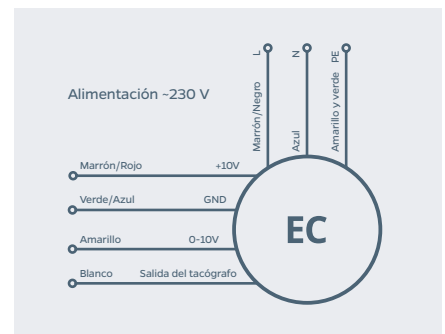 L
N
PE
Alimentación ~230 V
Marrón/Negro
Azul
Amarillo y verde
Marrón/Rojo +10V
Verde/Azul GND
EC
Amarillo 0-10V
Blanco Salida del tacógrafo